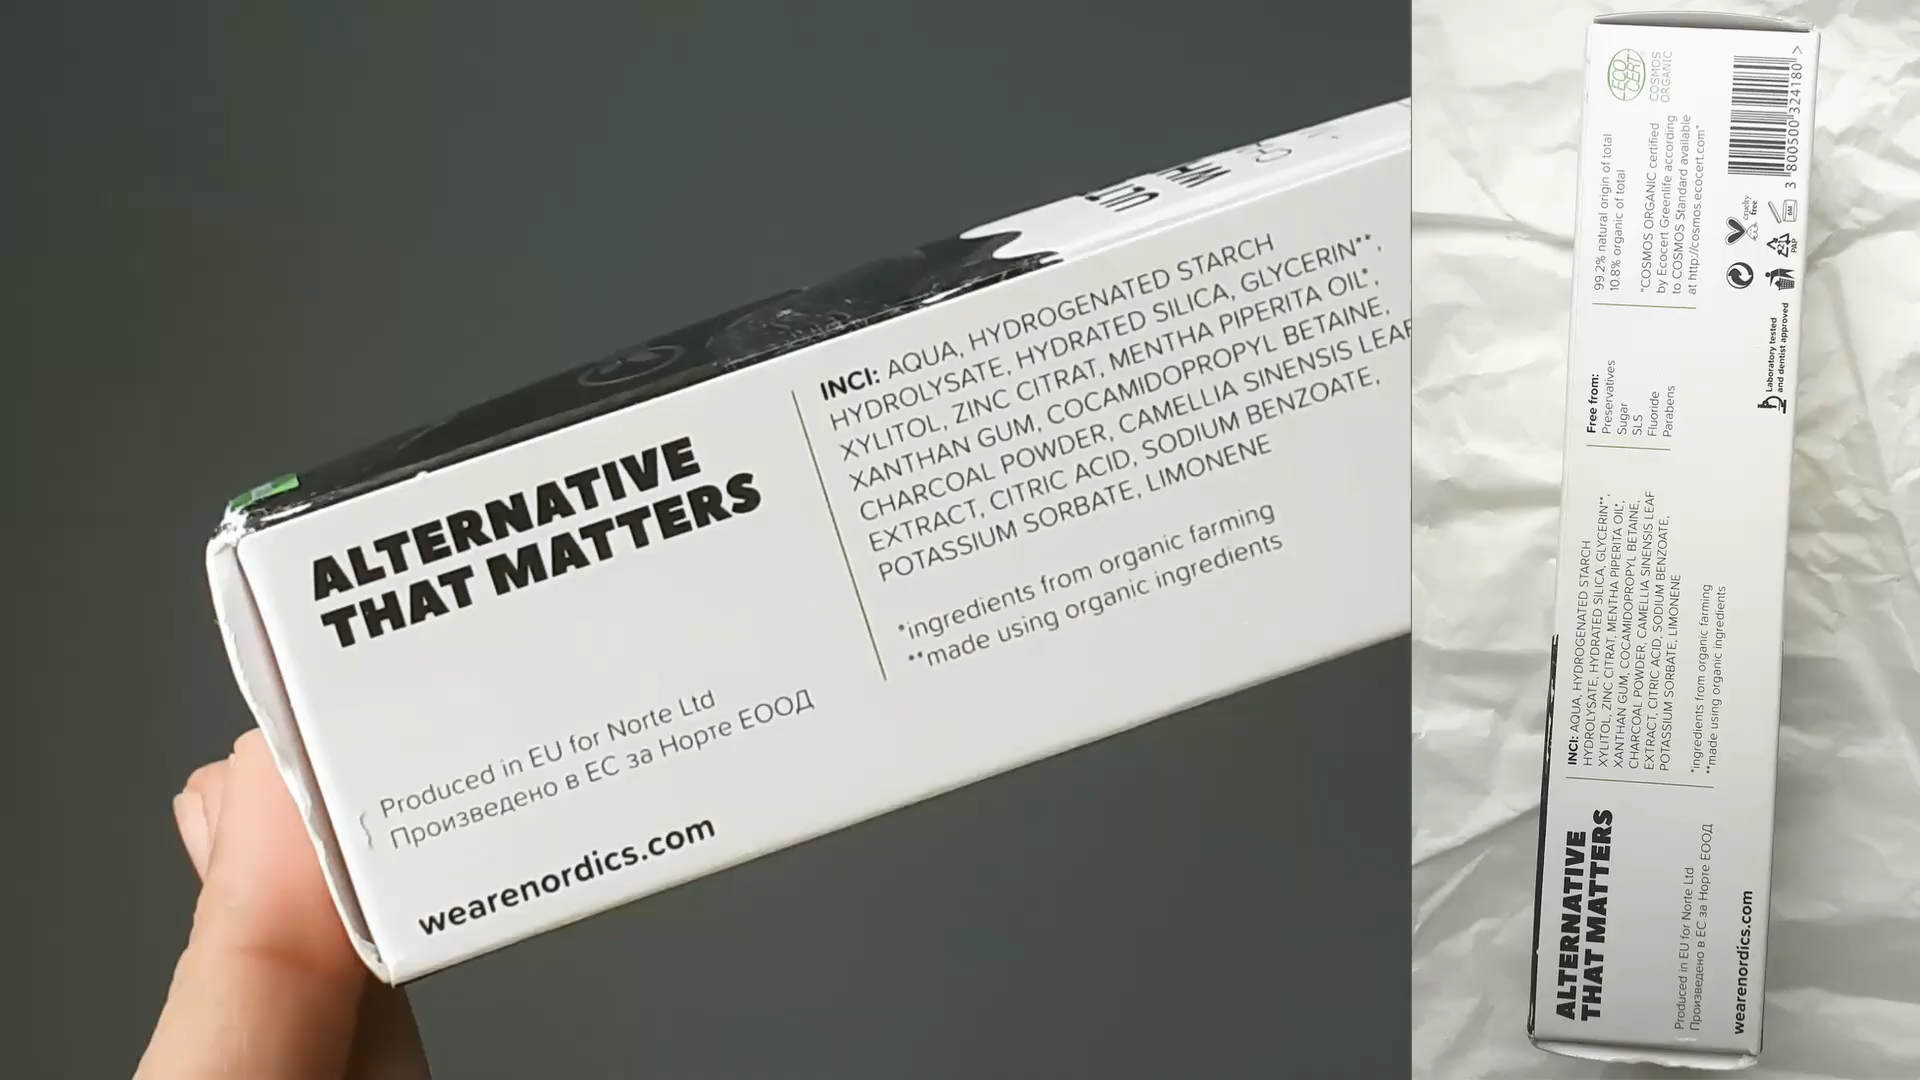 ALTERNATIVE
THAT MATTERS
Produced in EU for Norte Ltd
Произведено в ЕС за Норте ЕООД
wearenordics.com
INCI: AQUA, HYDROGENATED STARCH
HYDROLYSATE, HYDRATED SILICA, GLYCERIN**,
XYLITOL, ZINC CITRAT, MENTHA PIPERITA OIL*,
XANTHAN GUM, COCAMIDOPROPYL BETAINE,
CHARCOAL POWDER, CAMELLIA SINENSIS LEAF
EXTRACT, CITRIC ACID, SODIUM BENZOATE,
POTASSIUM SORBATE, LIMONENE
*ingredients from organic farming
**made using organic ingredients
ALTERNATIVE
THAT MATTERS
Produced in EU for Norte Ltd
Произведено в ЕС за Норте ЕООД
wearenordics.com
INCI: AQUA, HYDROGENATED STARCH
HYDROLYSATE, HYDRATED SILICA, GLYCERIN**,
XYLITOL, ZINC CITRAT, MENTHA PIPERITA OIL*,
XANTHAN GUM, COCAMIDOPROPYL BETAINE,
CHARCOAL POWDER, CAMELLIA SINENSIS LEAF
EXTRACT, CITRIC ACID, SODIUM BENZOATE,
POTASSIUM SORBATE, LIMONENE
*ingredients from organic farming
**made using organic ingredients
Free from:
Preservatives
Sugar
SLS
Fluoride
Parabens
Laboratory tested
and dentist approved
99.2% natural origin of total
10.8% organic of total
"COSMOS ORGANIC certified
by Ecocert Greenlife according
to COSMOS Standard available
at http://cosmos.ecocert.com"
ECO
CERT
COSMOS
ORGANIC
cruelty
free
21
PAP
6M
3 800500 324180 >